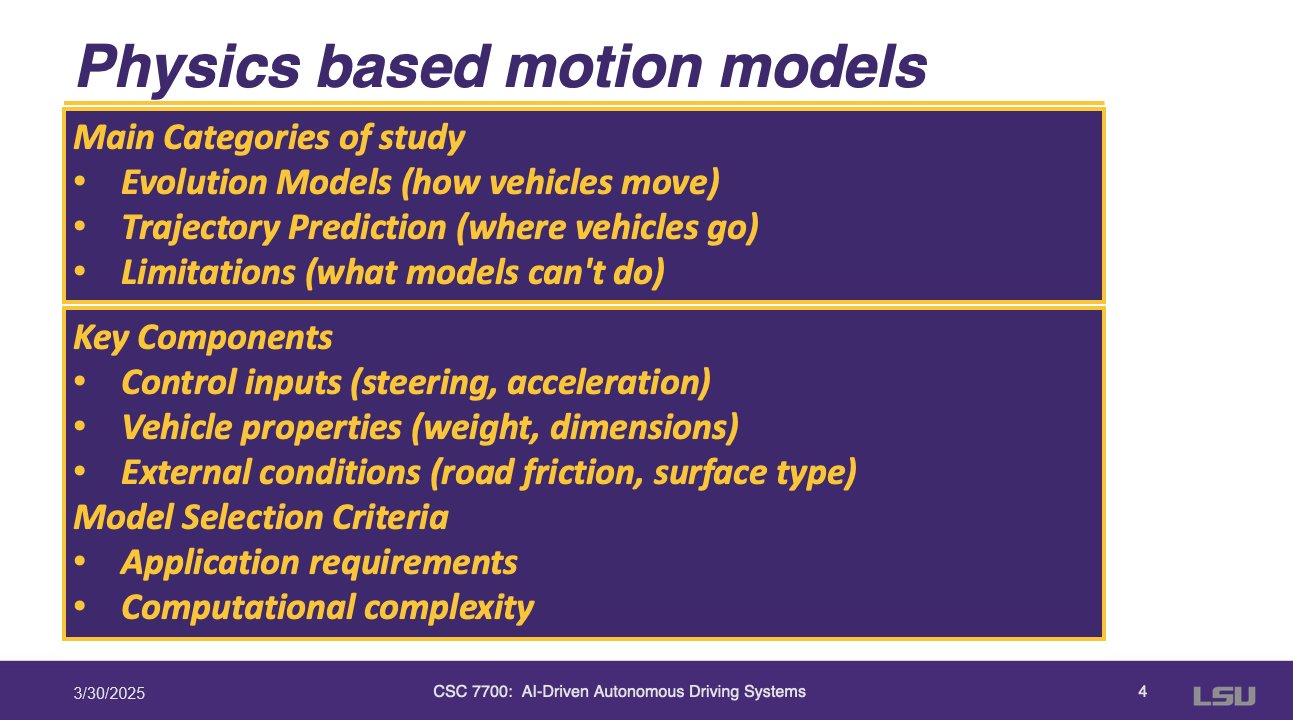 Physics based motion models
Main Categories of study
• Evolution Models (how vehicles move)
• Trajectory Prediction (where vehicles go)
• Limitations (what models can't do)
Key Components
• Control inputs (steering, acceleration)
• Vehicle properties (weight, dimensions)
• External conditions (road friction, surface type)
Model Selection Criteria
• Application requirements
• Computational complexity
3/30/2025
CSC 7700:  AI-Driven Autonomous Driving Systems
4
LSU